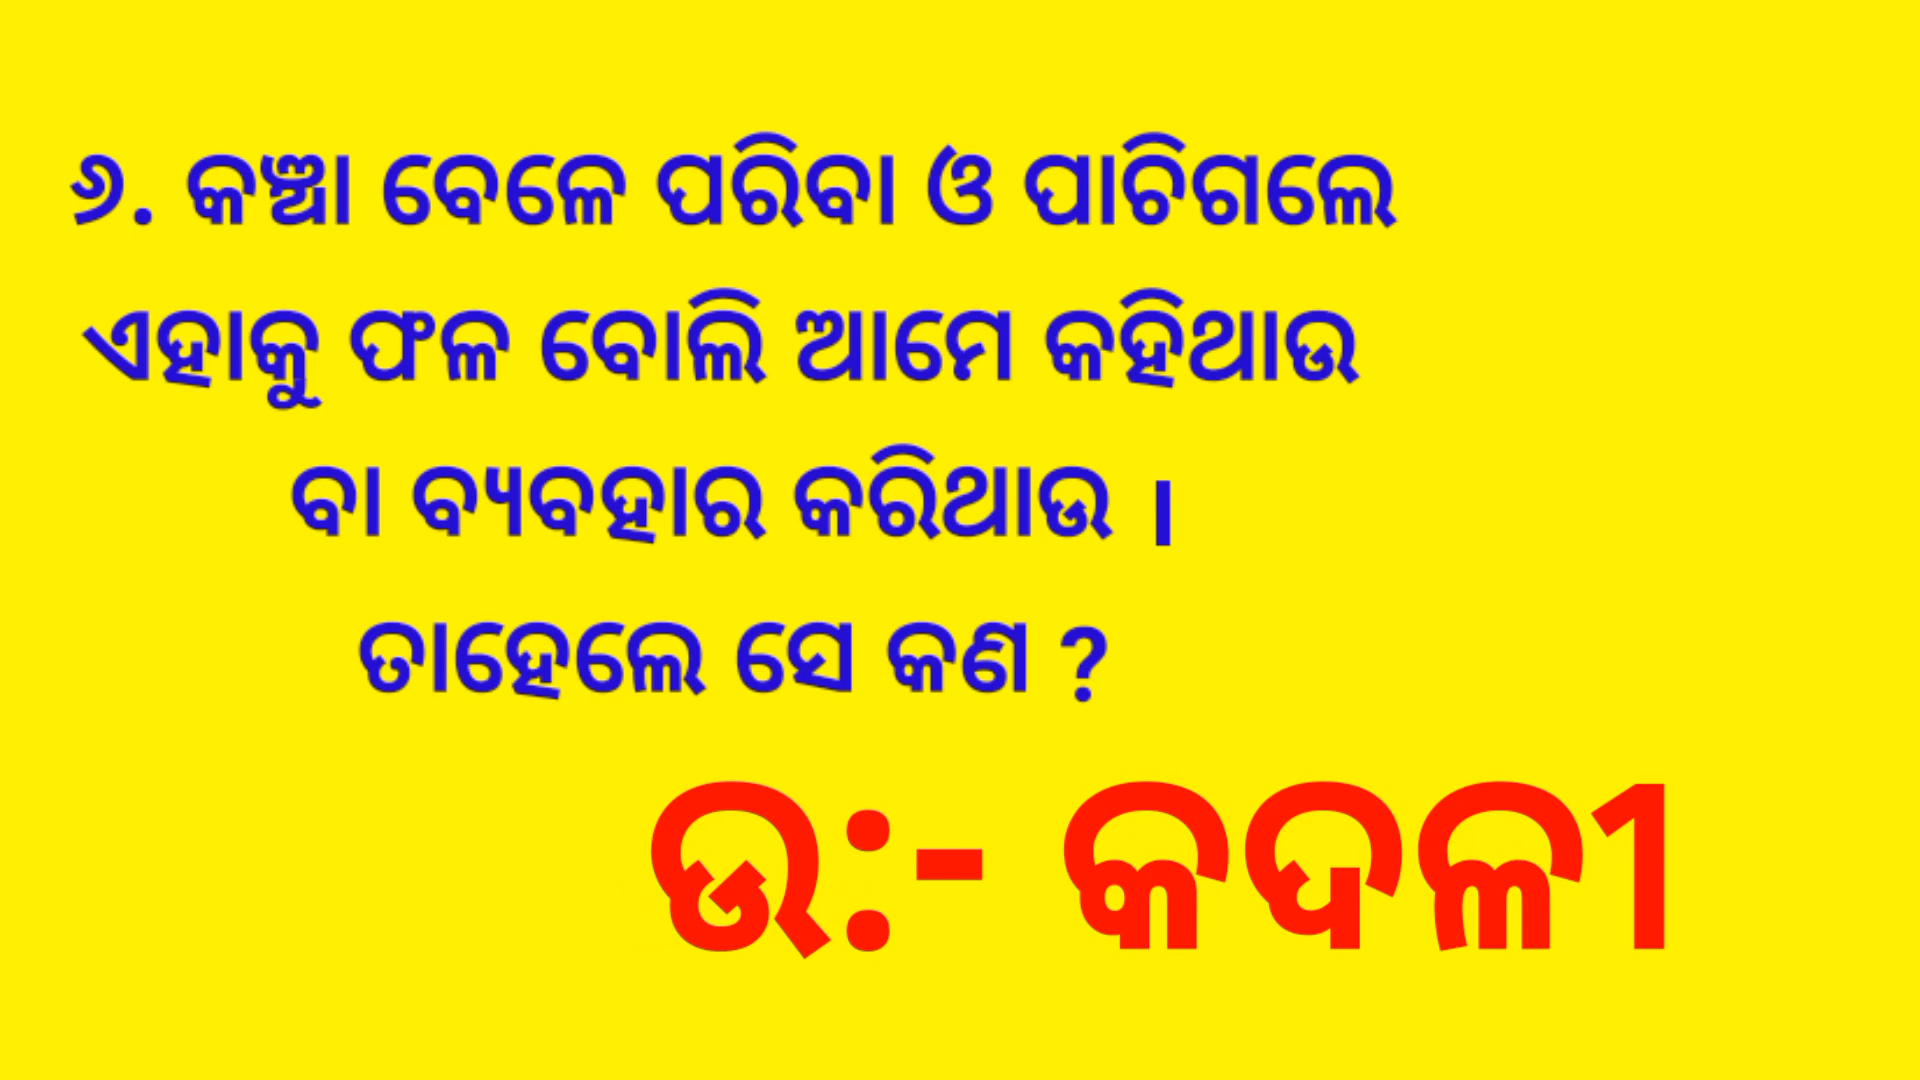 ୬. କଞ୍ଚା ବେଳେ ପରିବା ଓ ପାଚିଗଲେ
ଏହାକୁ ଫଳ ବୋଲି ଆମେ କହିଥାଉ
ବା ବ୍ୟବହାର କରିଥାଉ ।
ତାହେଲେ ସେ କଣ ?
ଉ:- କଦଳୀ